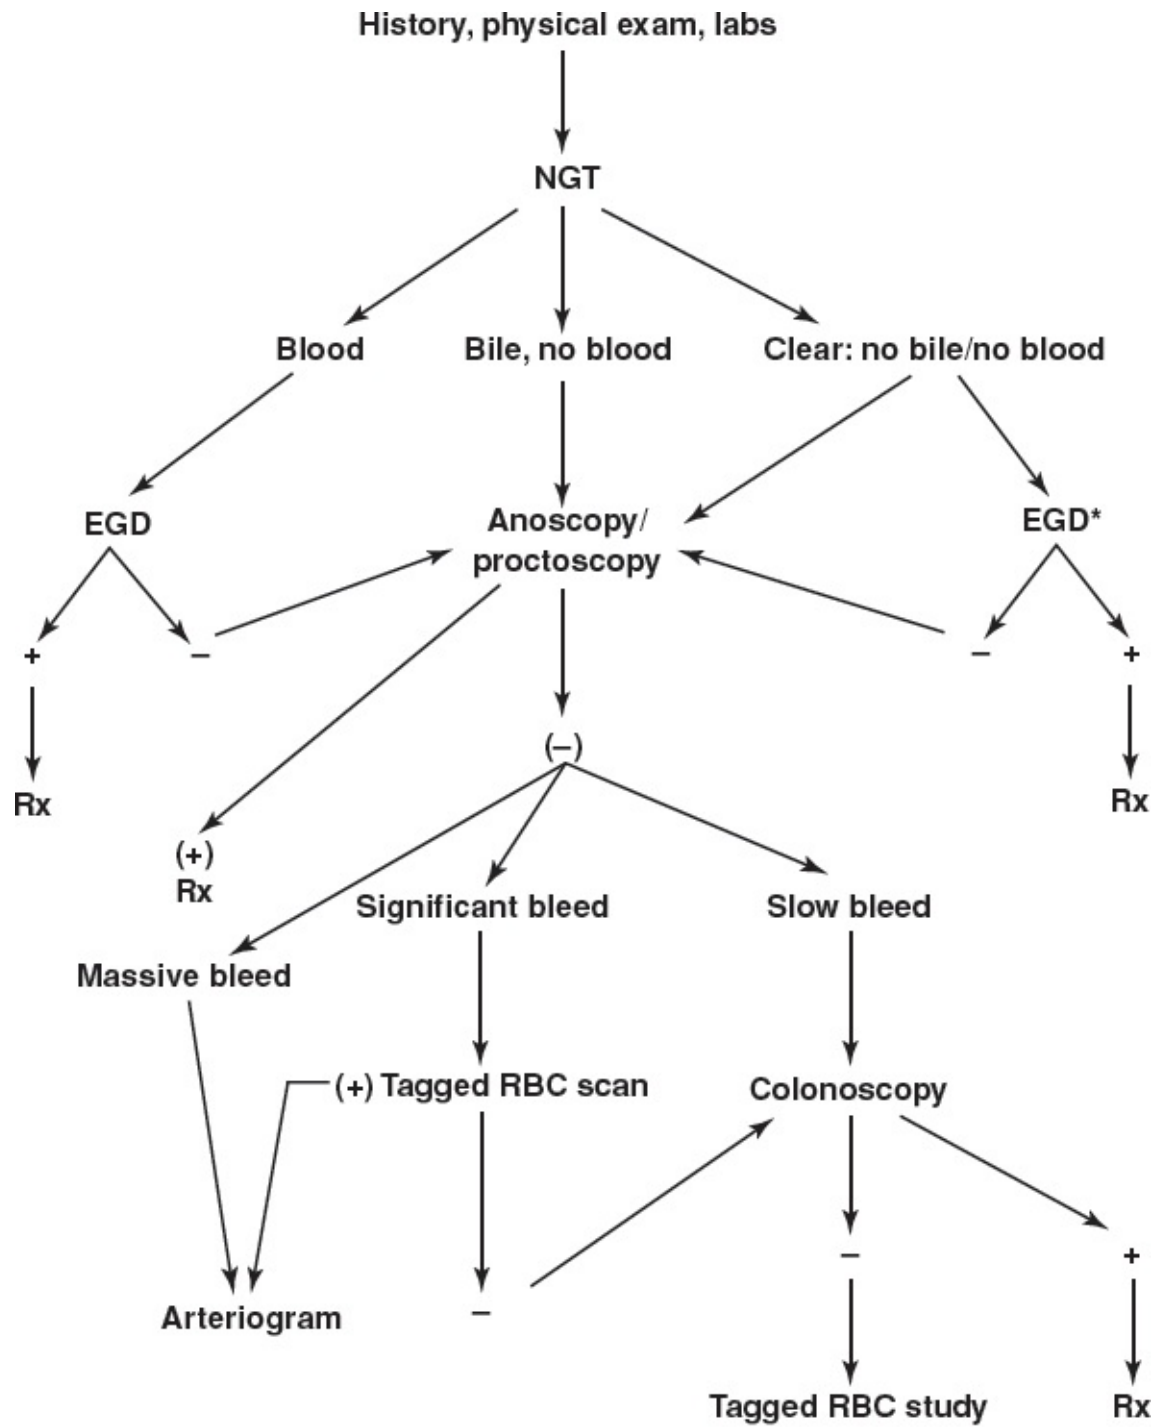 History, physical exam, labs
NGT
Blood
Bile, no blood
Clear: no bile/no blood
EGD
Anoscopy/
proctoscopy
EGD*
+
–
–
+
Rx
(–)
Rx
(+)
Rx
Significant bleed
Slow bleed
Massive bleed
(+) Tagged RBC scan
Colonoscopy
–
+
Arteriogram
–
Tagged RBC study
Rx